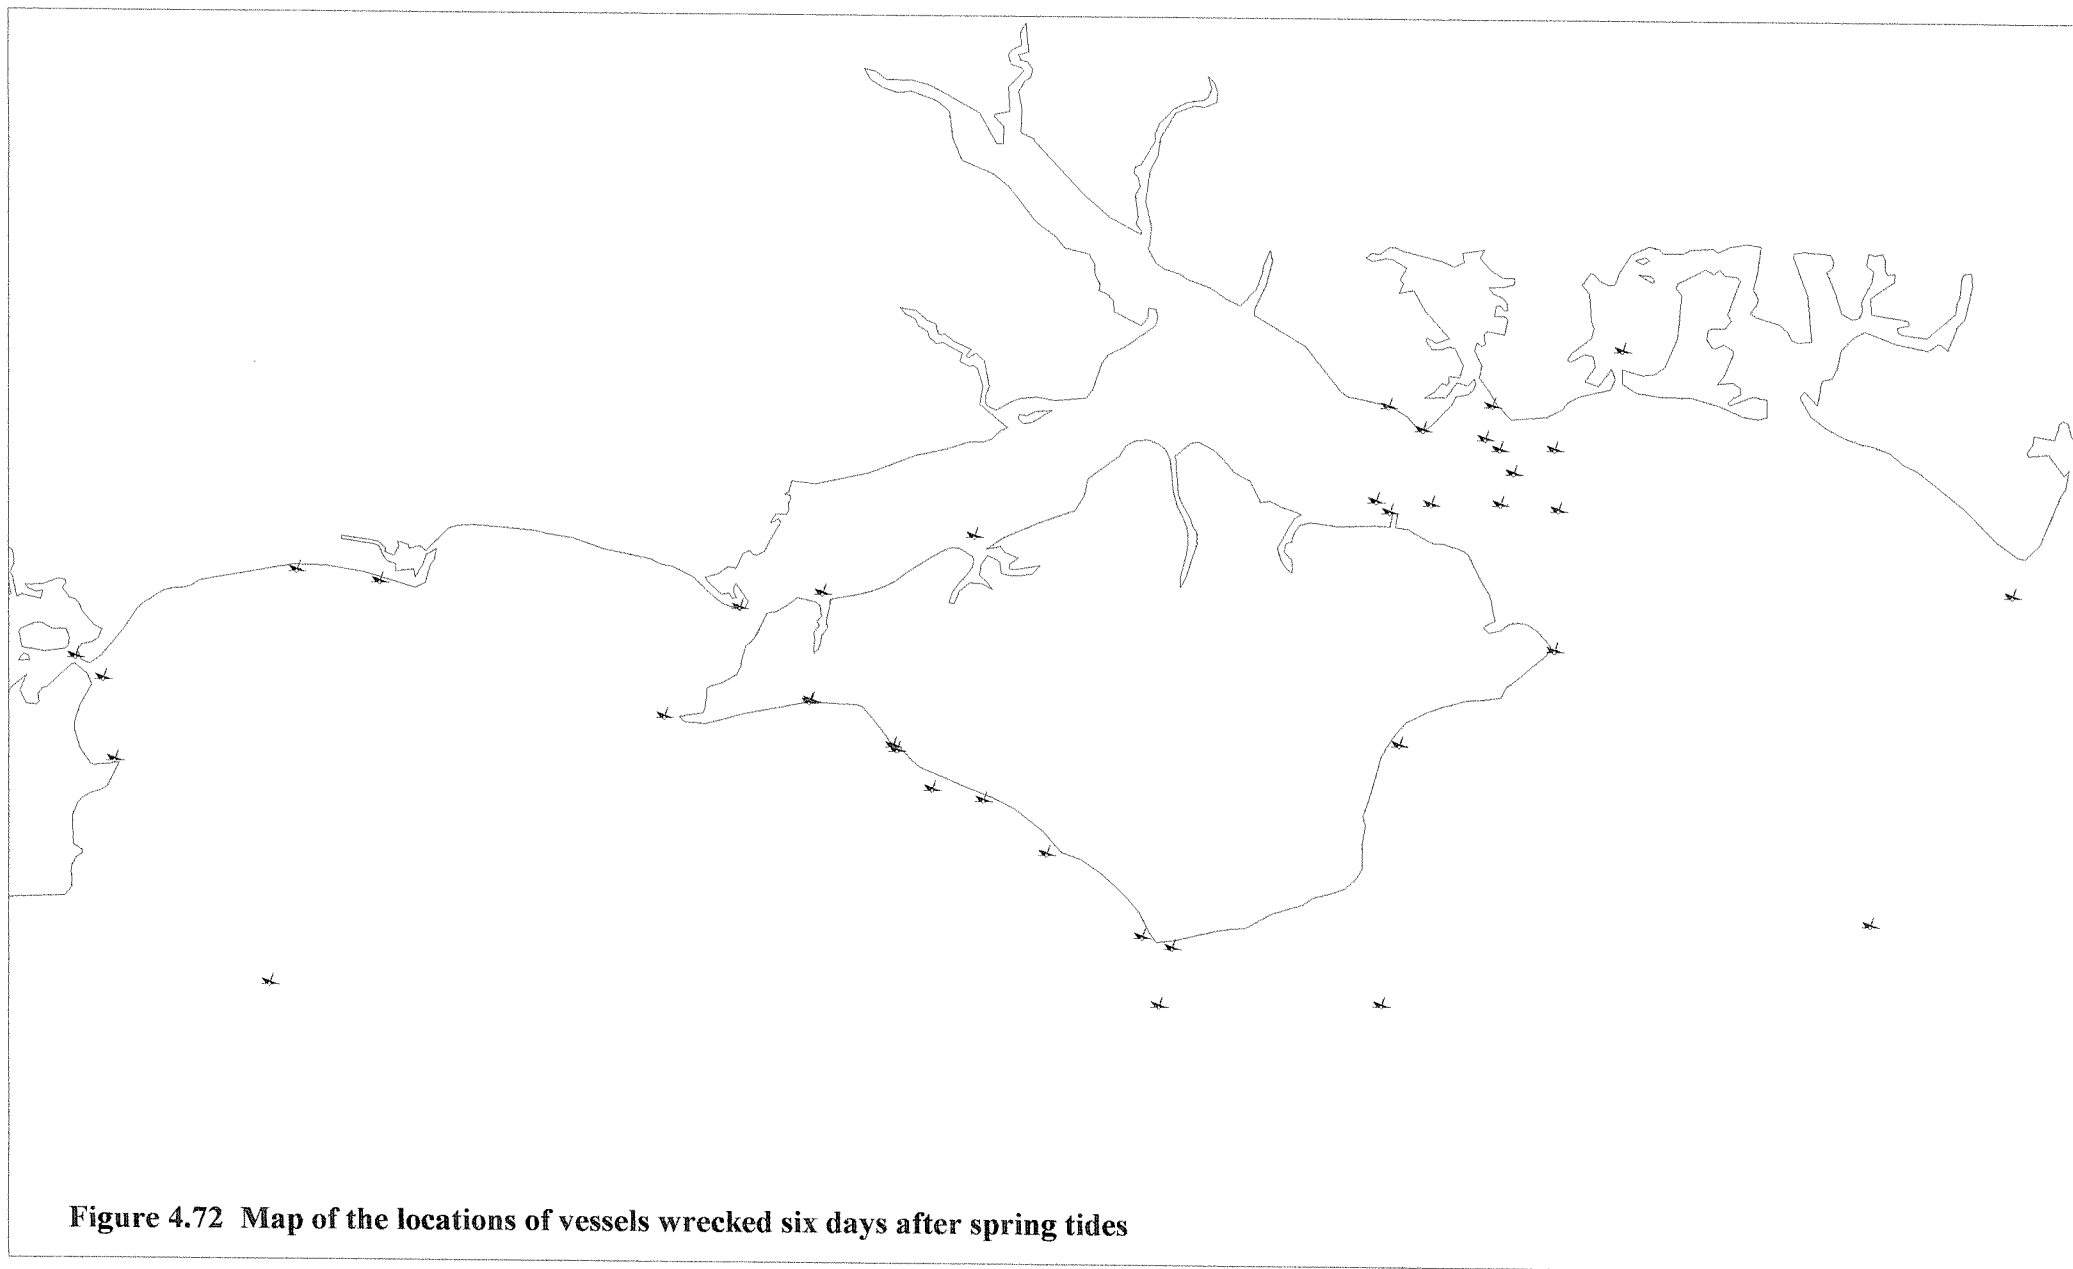 Figure 4.72 Map of the locations of vessels wrecked six days after spring tides